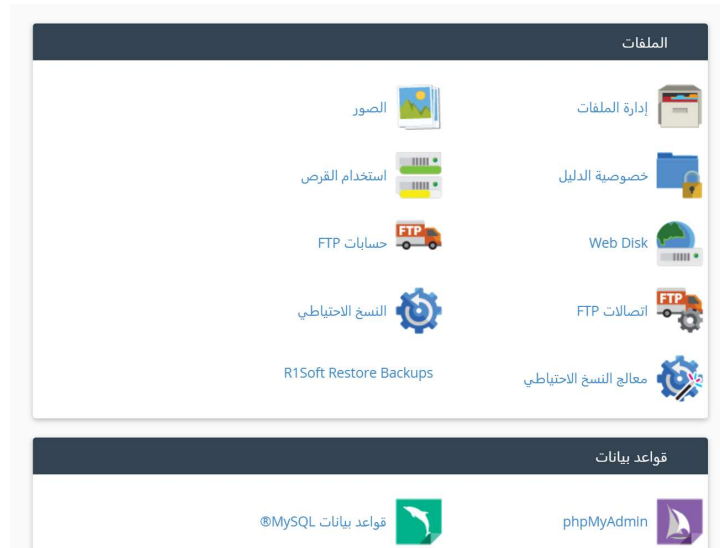 الملفات
إدارة الملفات
الصور
خصوصية الدليل
استخدام القرص
Web Disk
حسابات FTP
اتصالات FTP
النسخ الاحتياطي
معالج النسخ الاحتياطي
R1Soft Restore Backups
قواعد بيانات
phpMyAdmin
قواعد بيانات MySQL®